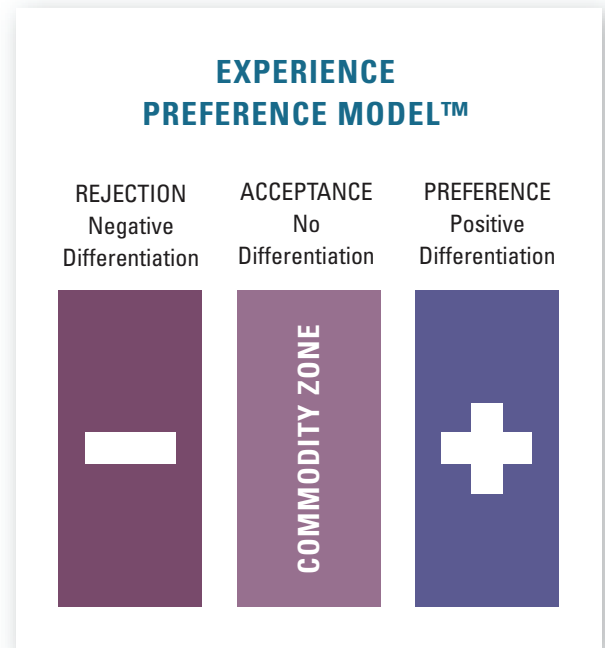 EXPERIENCE
PREFERENCE MODEL™
REJECTION
Negative
Differentiation
ACCEPTANCE
No
Differentiation
PREFERENCE
Positive
Differentiation
COMMODITY ZONE